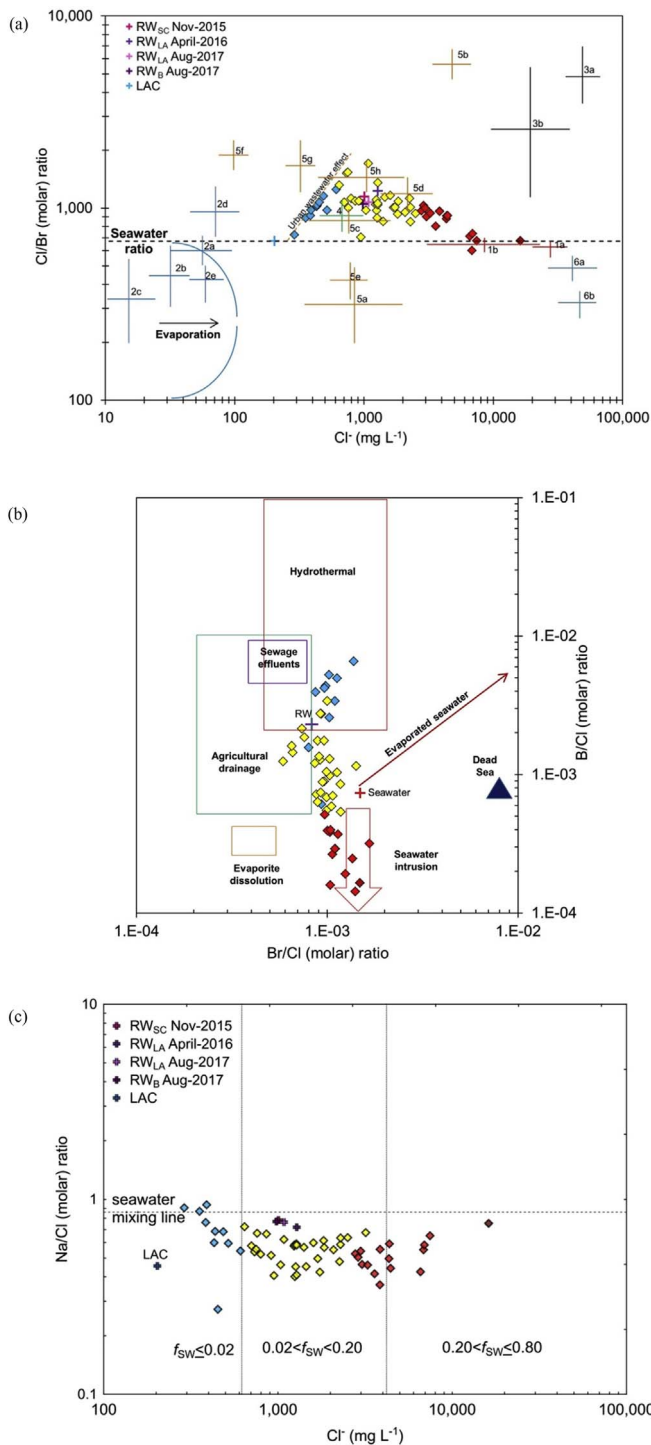 (a)
10,000
RWSC Nov-2015
RWLA April-2016
RWLA Aug-2017
RWB Aug-2017
LAC
5b
3a
3b
5f
5g
Urban wastewater effect
5h
5d
2d
4
5c
1,000
Cl/Br (molar) ratio
Seawater ratio
2a
1b
1a
2b
2e
2c
5e
5a
6a
6b
Evaporation
100
10
100
1,000
10,000
100,000
Cl- (mg L-1)
(b)
1.E-01
Hydrothermal
1.E-02
Sewage effluents
RW
Evaporated seawater
B/Cl (molar) ratio
Agricultural drainage
Dead Sea
1.E-03
Seawater
Evaporite dissolution
Seawater intrusion
1.E-04
1.E-04
1.E-03
1.E-02
Br/Cl (molar) ratio
(c)
10
RWSC Nov-2015
RWLA April-2016
RWLA Aug-2017
RWB Aug-2017
LAC
Na/Cl (molar) ratio
1
seawater mixing line
LAC
fSW≤0.02
0.02<fSW<0.20
0.20<fSW≤0.80
0.1
100
1,000
10,000
100,000
Cl- (mg L-1)